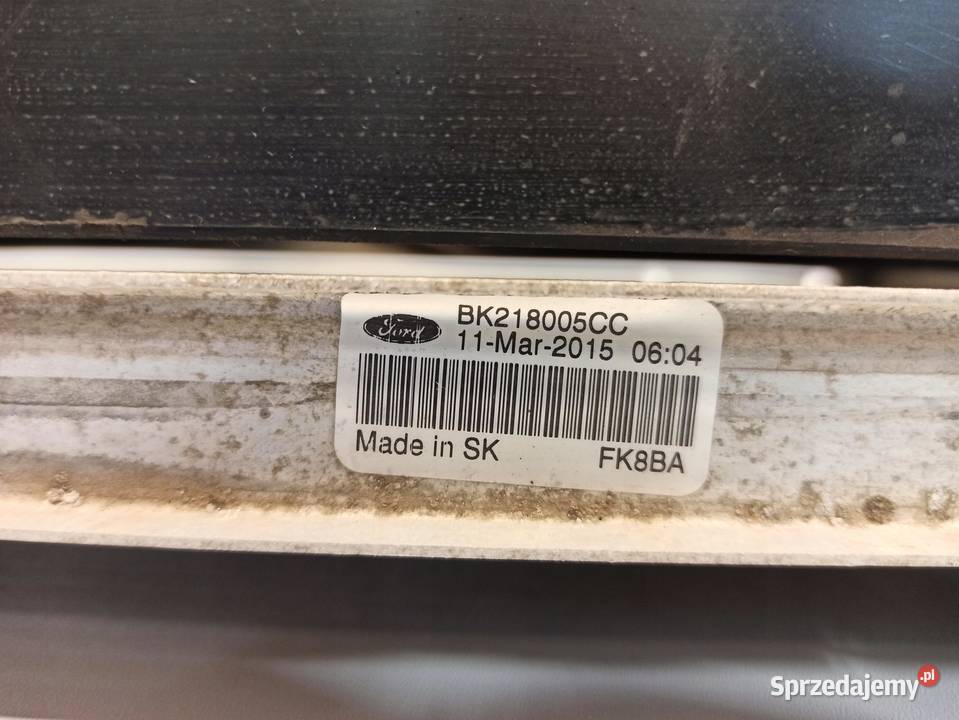 Ford
BK218005CC
11-Mar-2015 06:04
Made in SK
FK8BA
Sprzedajemy.pl